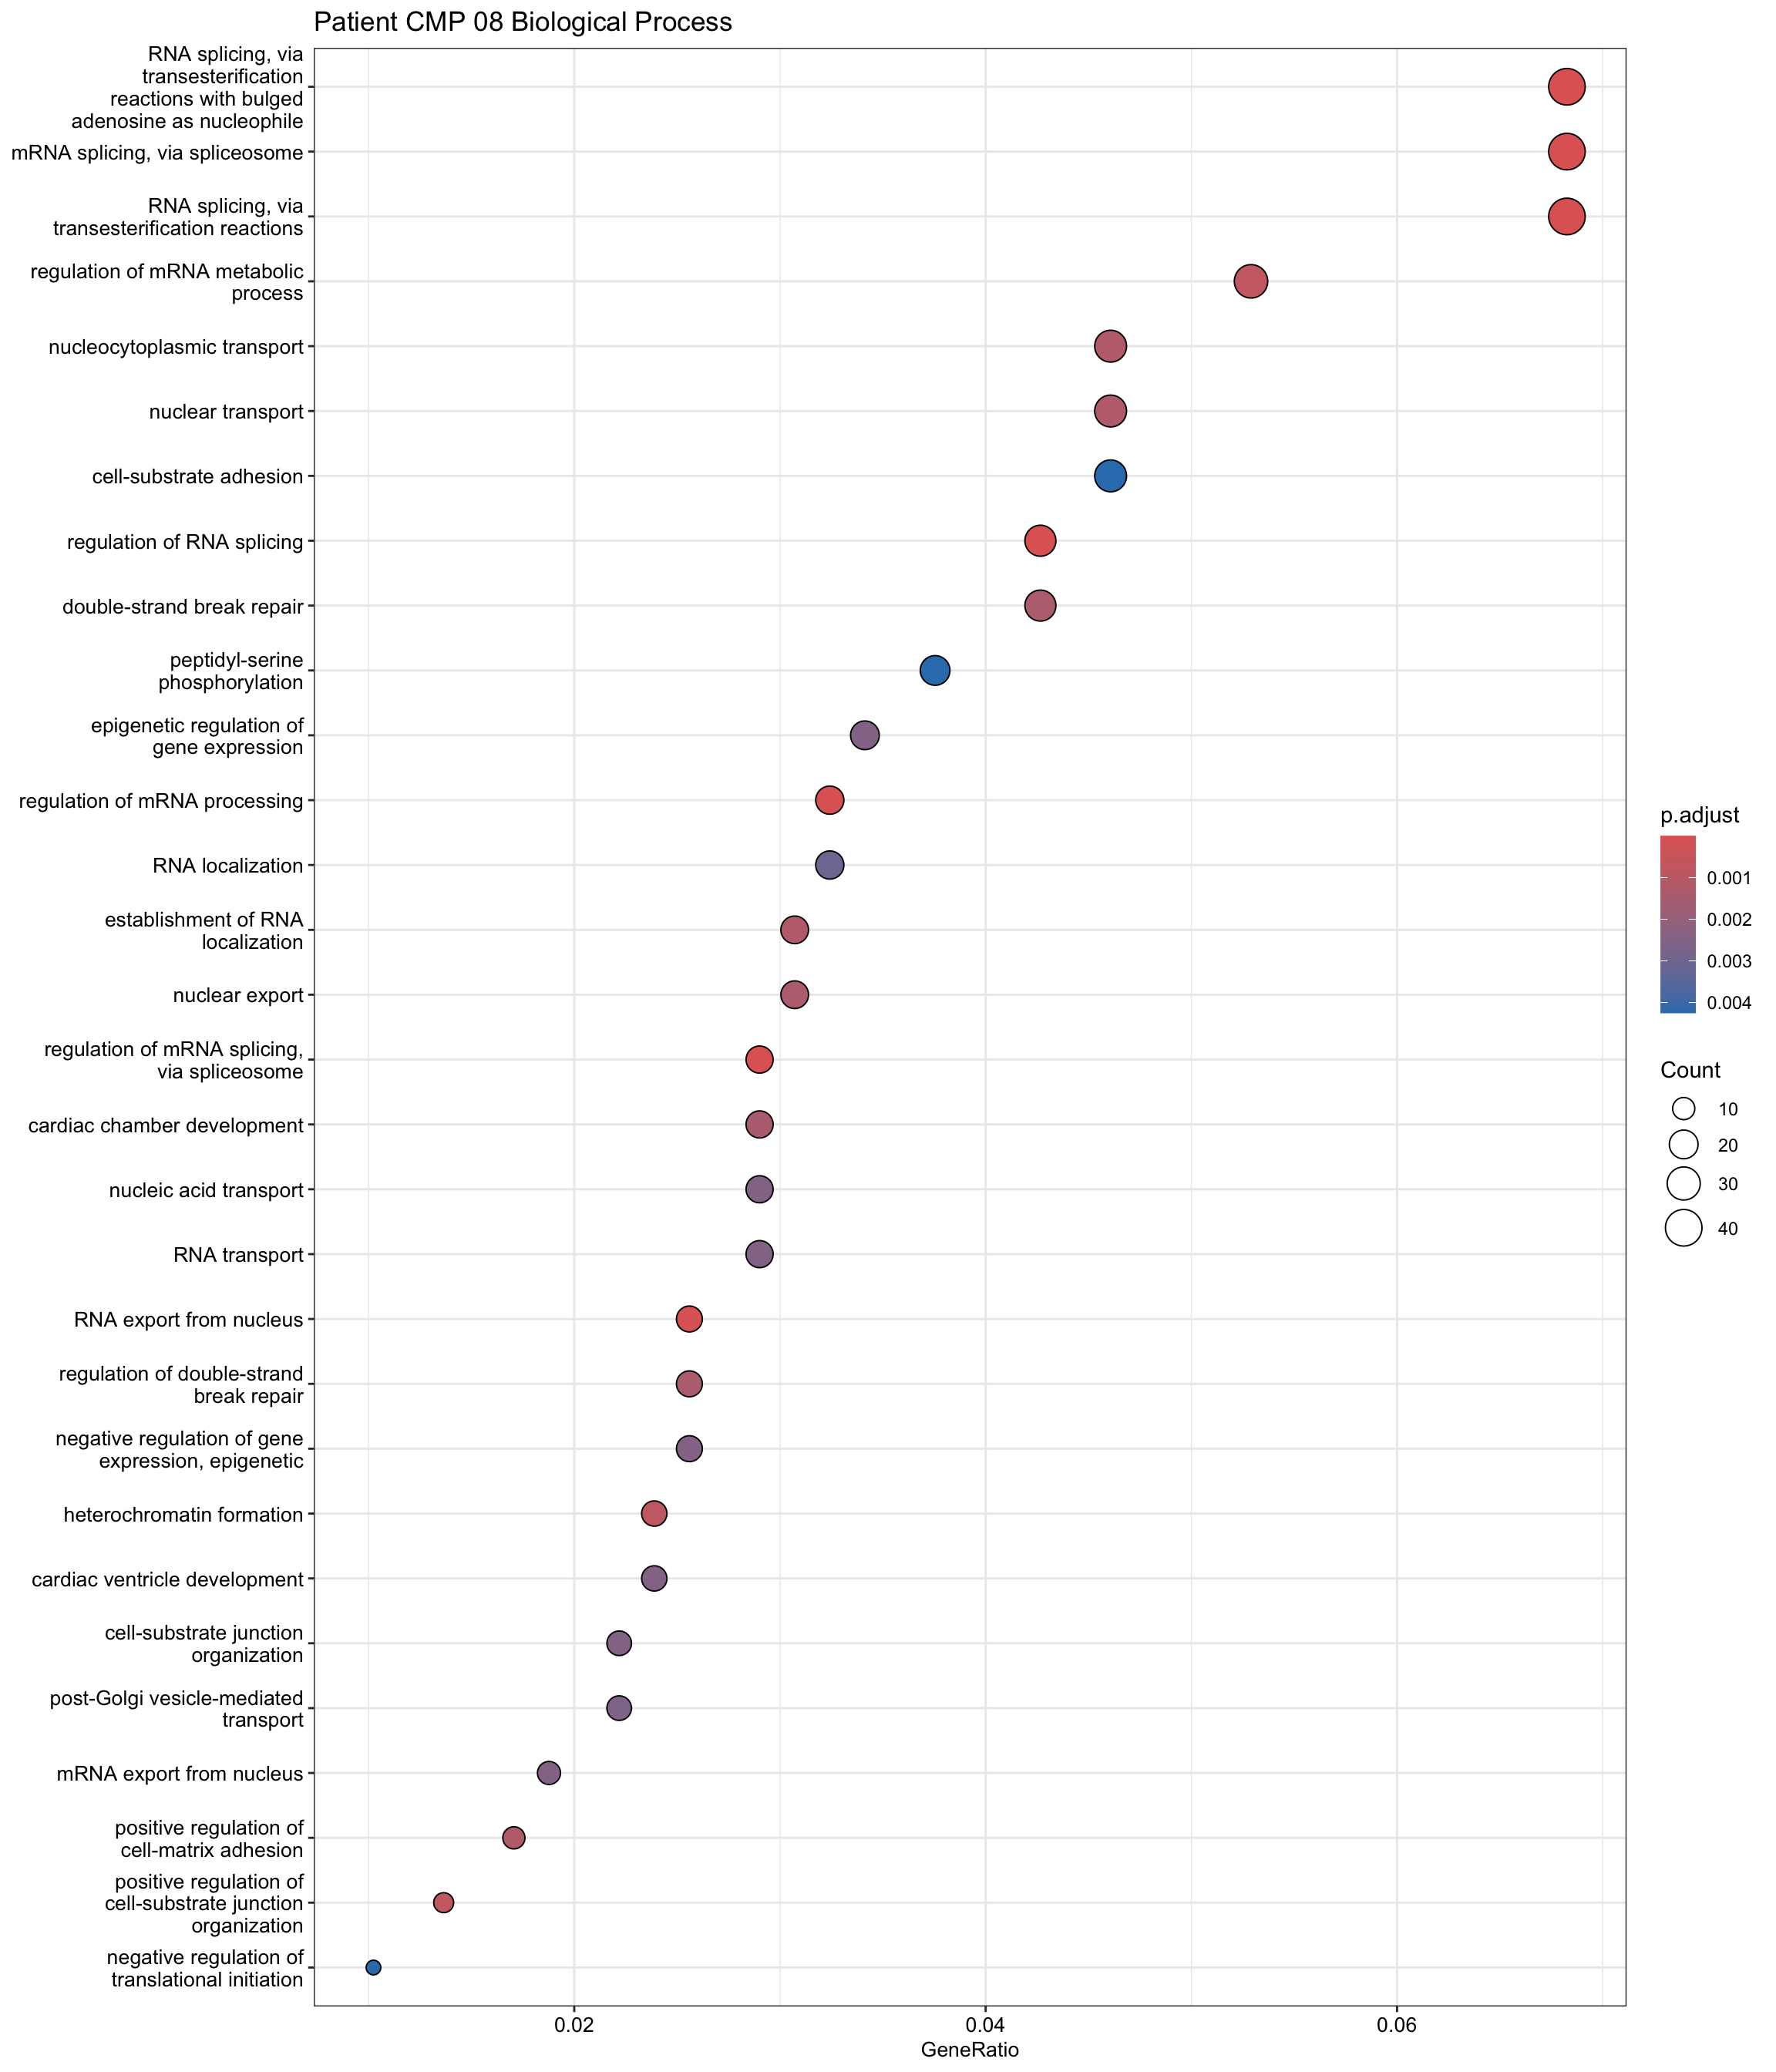 Patient CMP 08 Biological Process
RNA splicing, via
transesterification
reactions with bulged
adenosine as nucleophile
mRNA splicing, via spliceosome
RNA splicing, via
transesterification reactions
regulation of mRNA metabolic
process
nucleocytoplasmic transport
nuclear transport
cell-substrate adhesion
regulation of RNA splicing
double-strand break repair
peptidyl-serine
phosphorylation
epigenetic regulation of
gene expression
regulation of mRNA processing
RNA localization
establishment of RNA
localization
nuclear export
regulation of mRNA splicing,
via spliceosome
cardiac chamber development
nucleic acid transport
RNA transport
RNA export from nucleus
regulation of double-strand
break repair
negative regulation of gene
expression, epigenetic
heterochromatin formation
cardiac ventricle development
cell-substrate junction
organization
post-Golgi vesicle-mediated
transport
mRNA export from nucleus
positive regulation of
cell-matrix adhesion
positive regulation of
cell-substrate junction
organization
negative regulation of
translational initiation
0.02
0.04
0.06
GeneRatio
p.adjust
0.001
0.002
0.003
0.004
Count
10
20
30
40